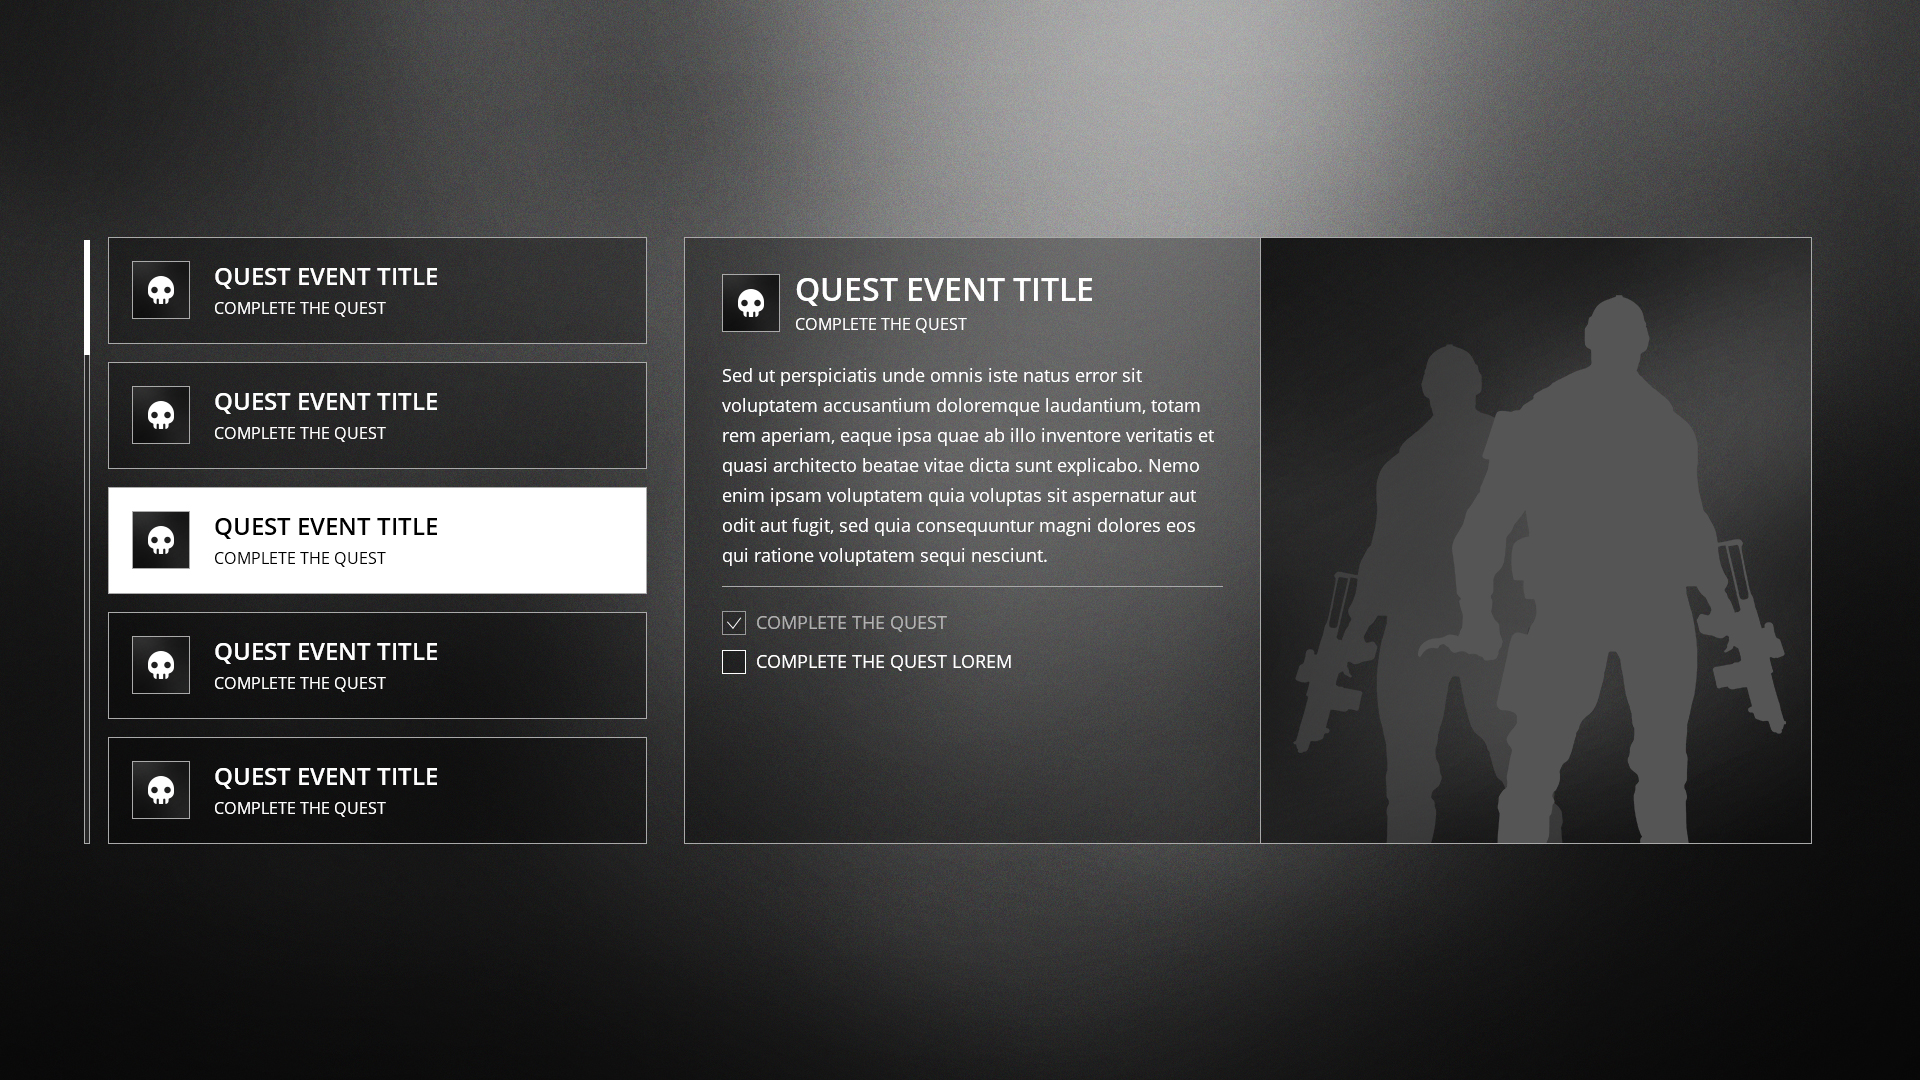 QUEST EVENT TITLE
COMPLETE THE QUEST
QUEST EVENT TITLE
COMPLETE THE QUEST
QUEST EVENT TITLE
COMPLETE THE QUEST
QUEST EVENT TITLE
COMPLETE THE QUEST
QUEST EVENT TITLE
COMPLETE THE QUEST
QUEST EVENT TITLE
COMPLETE THE QUEST
Sed ut perspiciatis unde omnis iste natus error sit
voluptatem accusantium doloremque laudantium, totam
rem aperiam, eaque ipsa quae ab illo inventore veritatis et
quasi architecto beatae vitae dicta sunt explicabo. Nemo
enim ipsam voluptatem quia voluptas sit aspernatur aut
odit aut fugit, sed quia consequuntur magni dolores eos
qui ratione voluptatem sequi nesciunt.
COMPLETE THE QUEST
COMPLETE THE QUEST LOREM